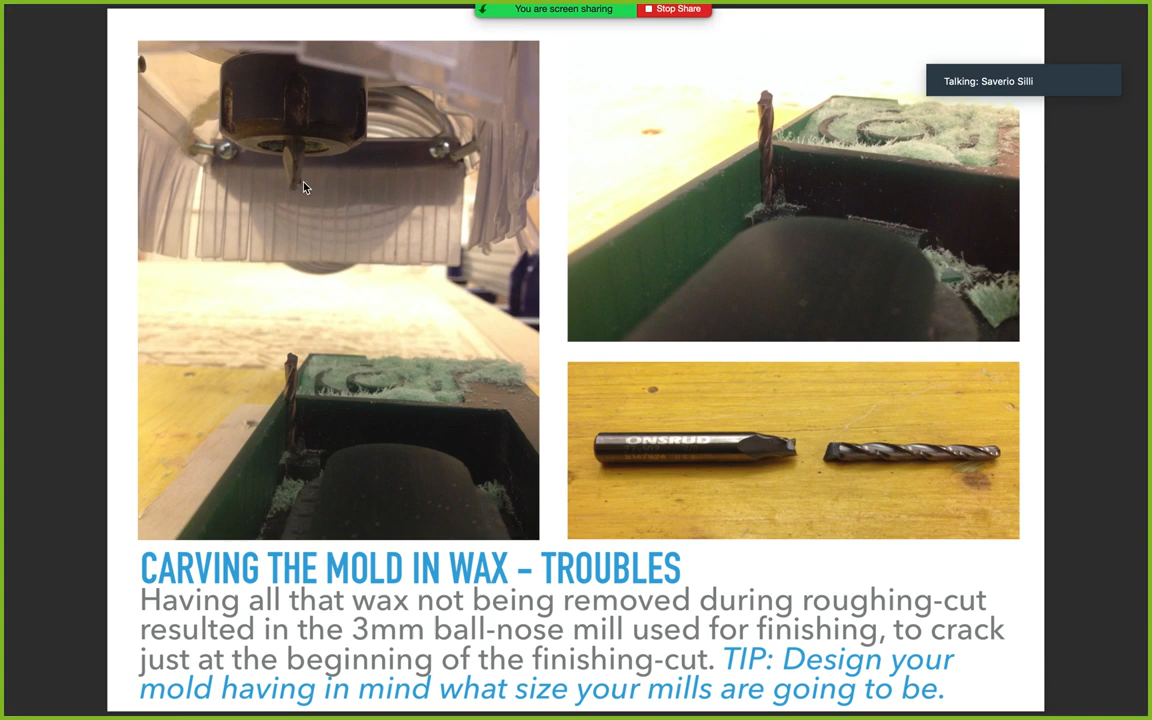 You are screen sharing
Stop Share
Talking: Saverio Silli
ONSRUD
CARVING THE MOLD IN WAX – TROUBLES
Having all that wax not being removed during roughing-cut
resulted in the 3mm ball-nose mill used for finishing, to crack
just at the beginning of the finishing-cut. TIP: Design your
mold having in mind what size your mills are going to be.